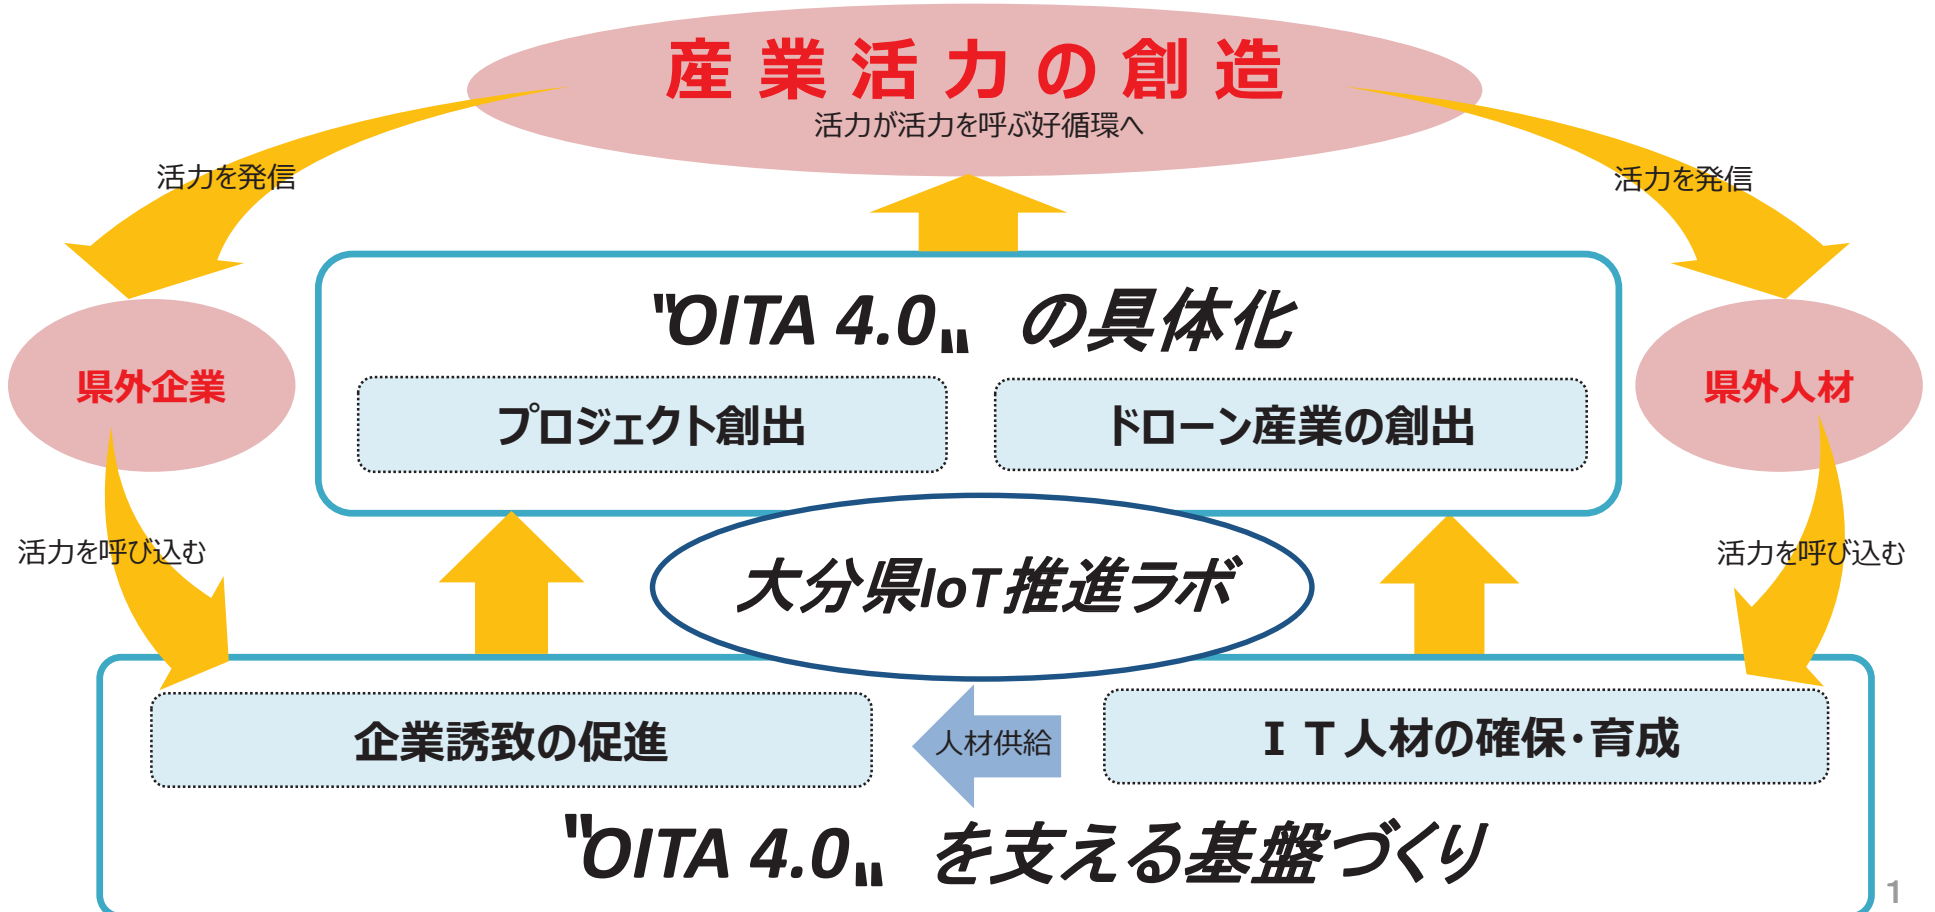 産業活力の創造
活力が活力を呼ぶ好循環へ
活力を発信
活力を発信
〝OITA 4.0〟の具体化
県外企業
県外人材
プロジェクト創出
ドローン産業の創出
活力を呼び込む
活力を呼び込む
大分県IoT推進ラボ
企業誘致の促進
人材供給
ＩＴ人材の確保・育成
〝OITA 4.0〟を支える基盤づくり
1